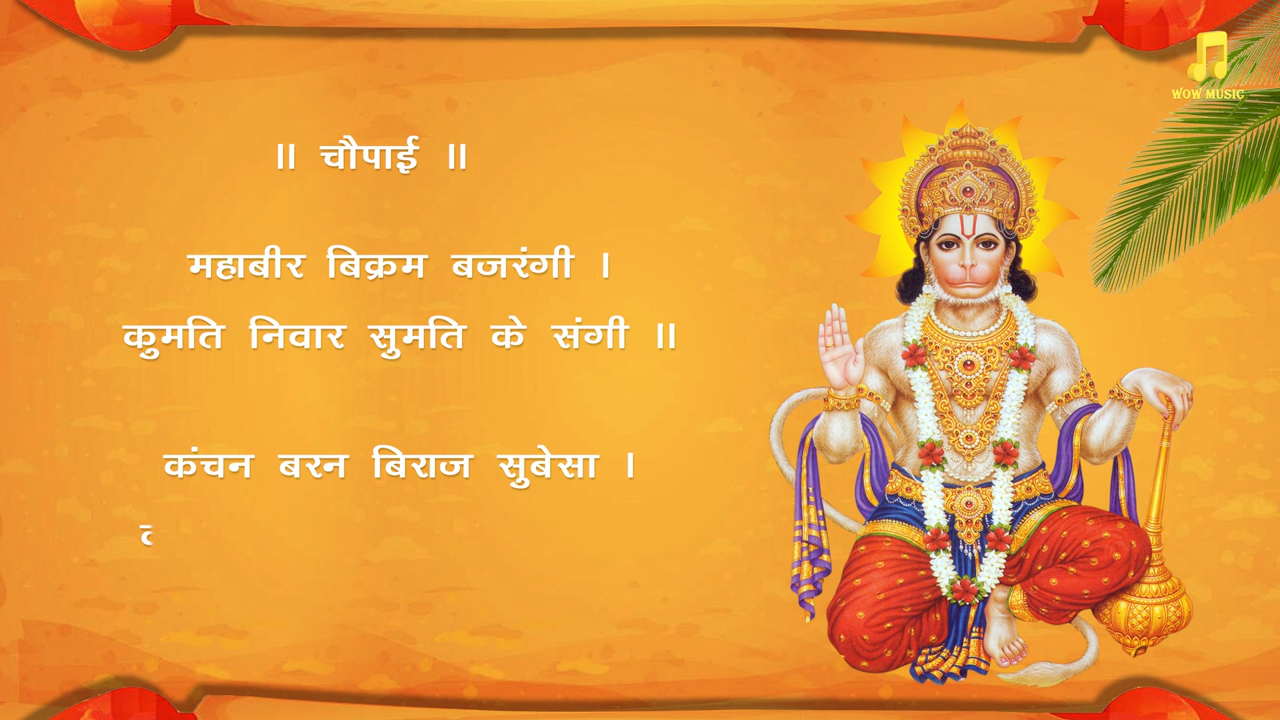 ॥ चौपाई ॥
महाबीर बिक्रम बजरंगी ।
कुमति निवार सुमति के संगी ॥
कंचन बरन बिराज सुबेसा ।
WOW MUSIC